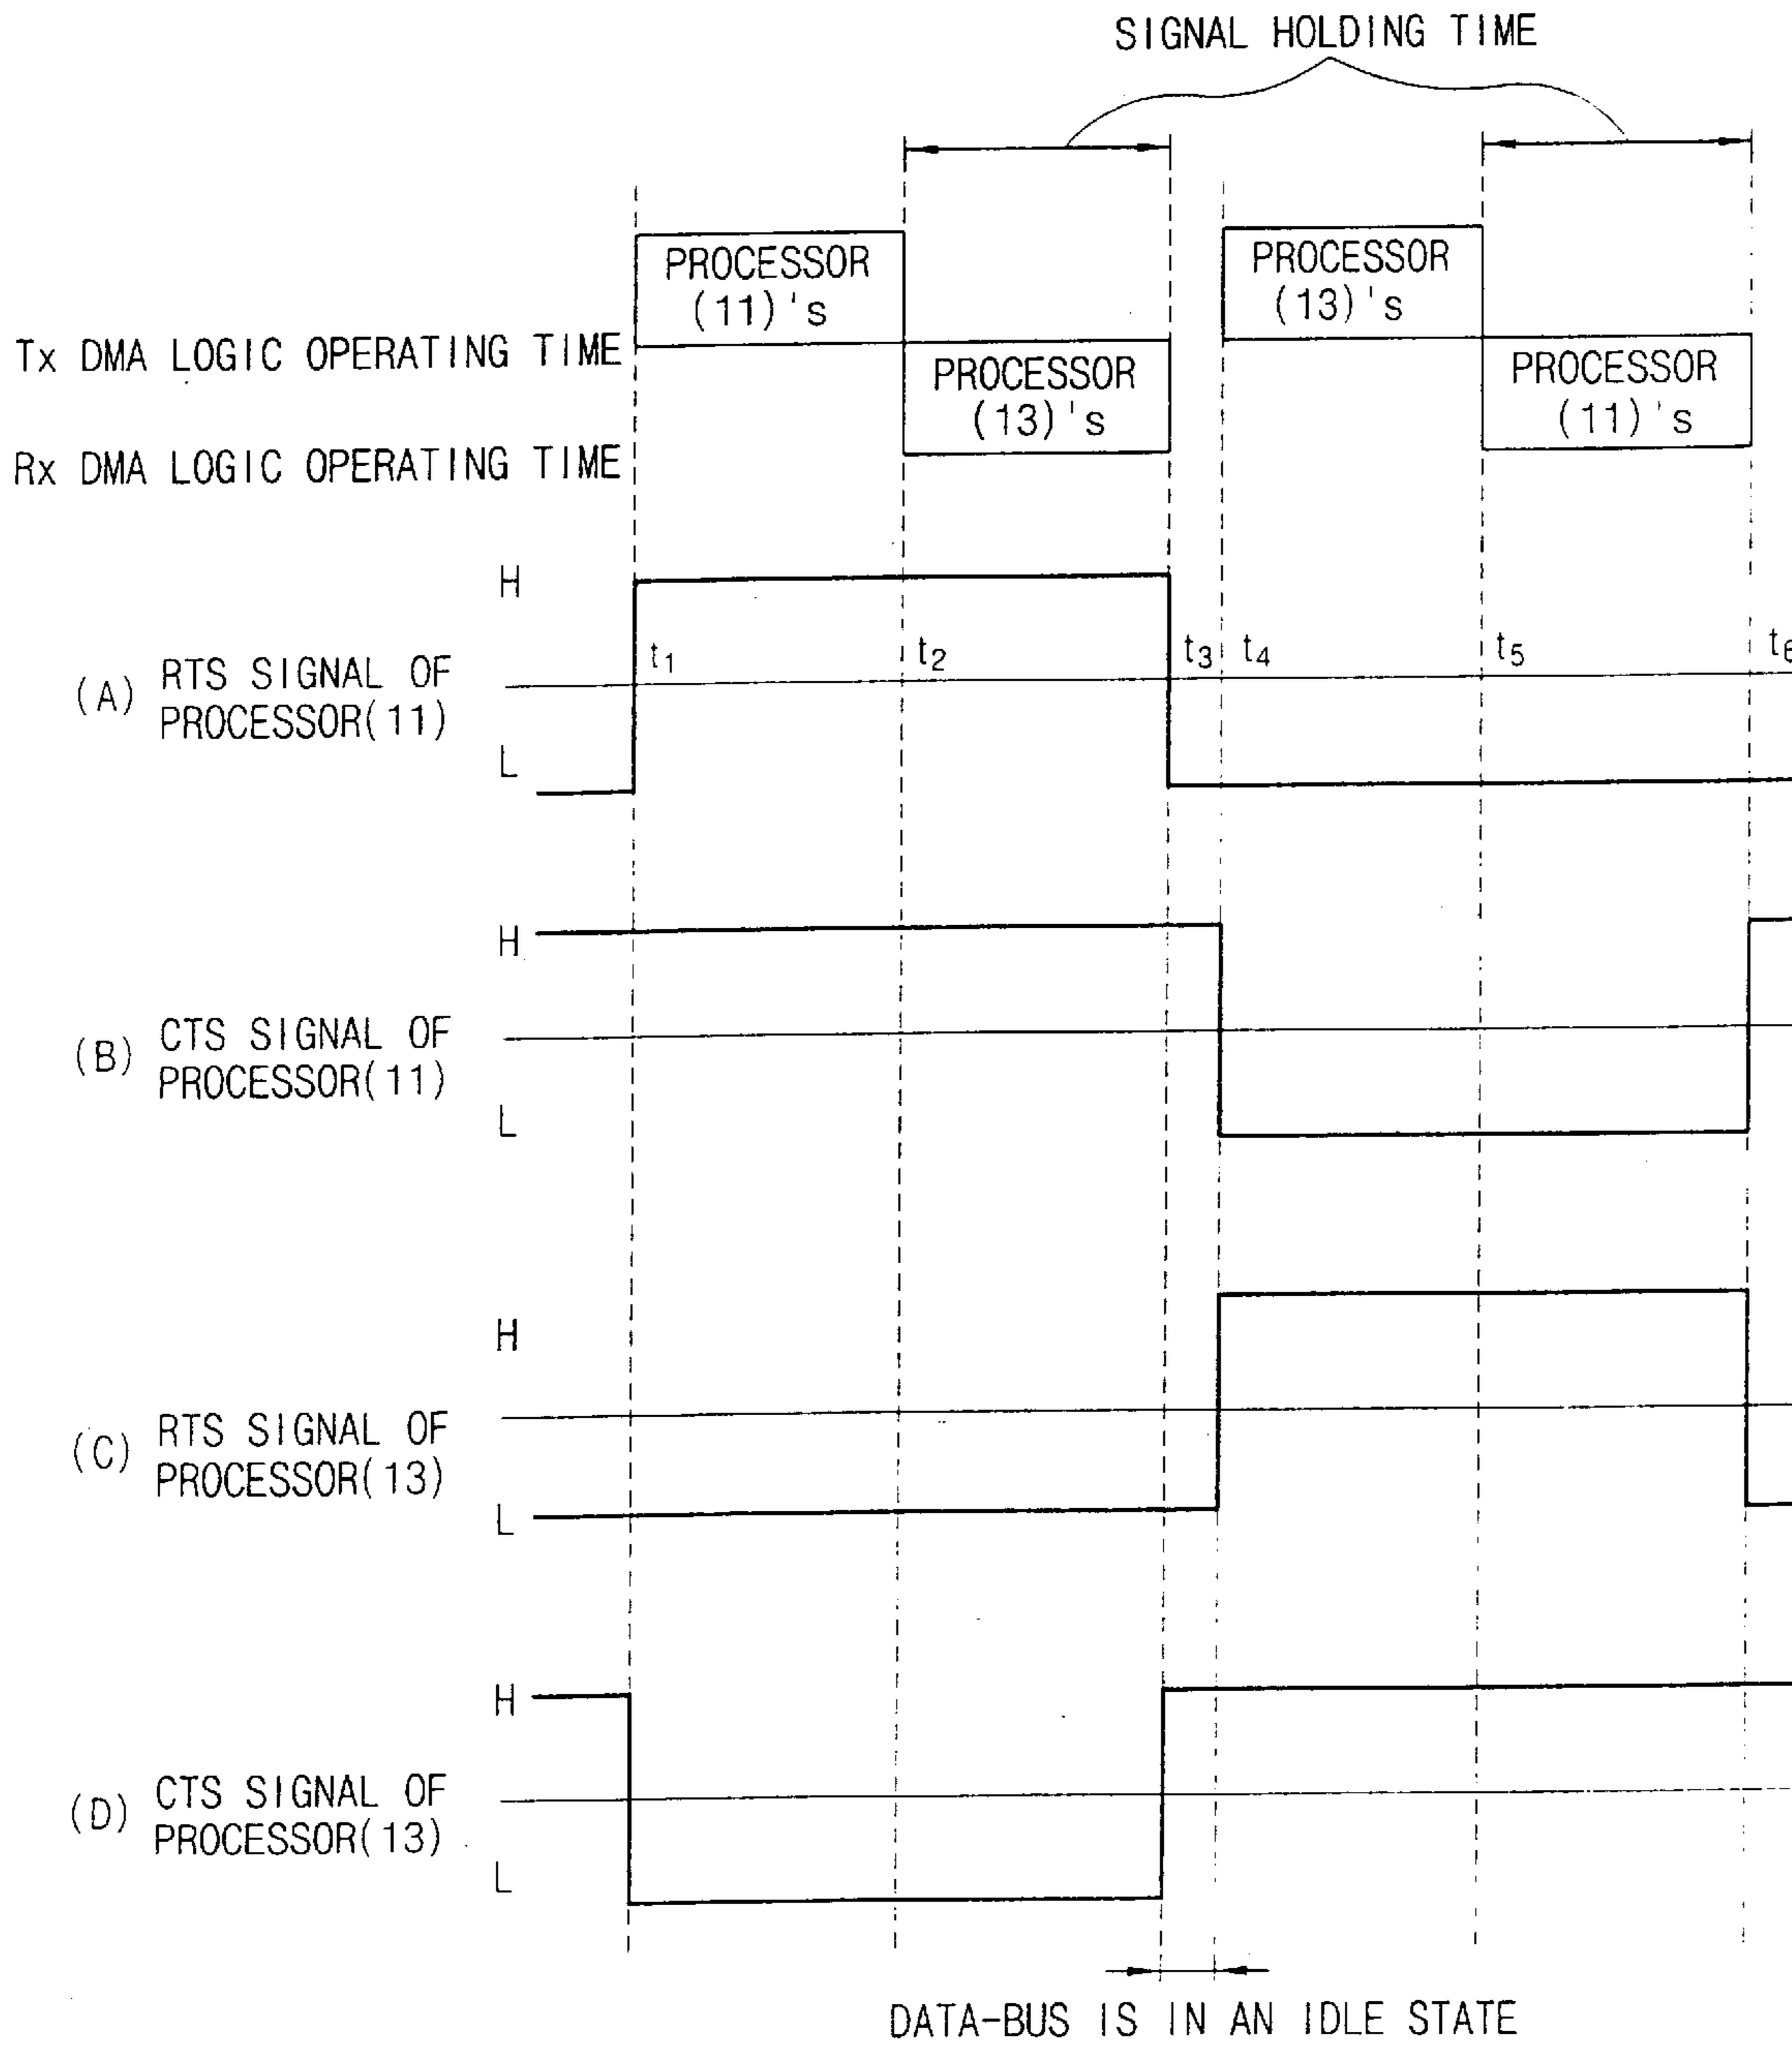 SIGNAL HOLDING TIME
PROCESSOR
(11)'s
PROCESSOR
(13)'s
Tx DMA LOGIC OPERATING TIME
PROCESSOR
(13)'s
PROCESSOR
(11)'s
Rx DMA LOGIC OPERATING TIME
H
t1 t2 t3 t4 t5 t6
(A) RTS SIGNAL OF
PROCESSOR(11)
L
H
(B) CTS SIGNAL OF
PROCESSOR(11)
L
H
(C) RTS SIGNAL OF
PROCESSOR(13)
L
H
(D) CTS SIGNAL OF
PROCESSOR(13)
L
DATA-BUS IS IN AN IDLE STATE